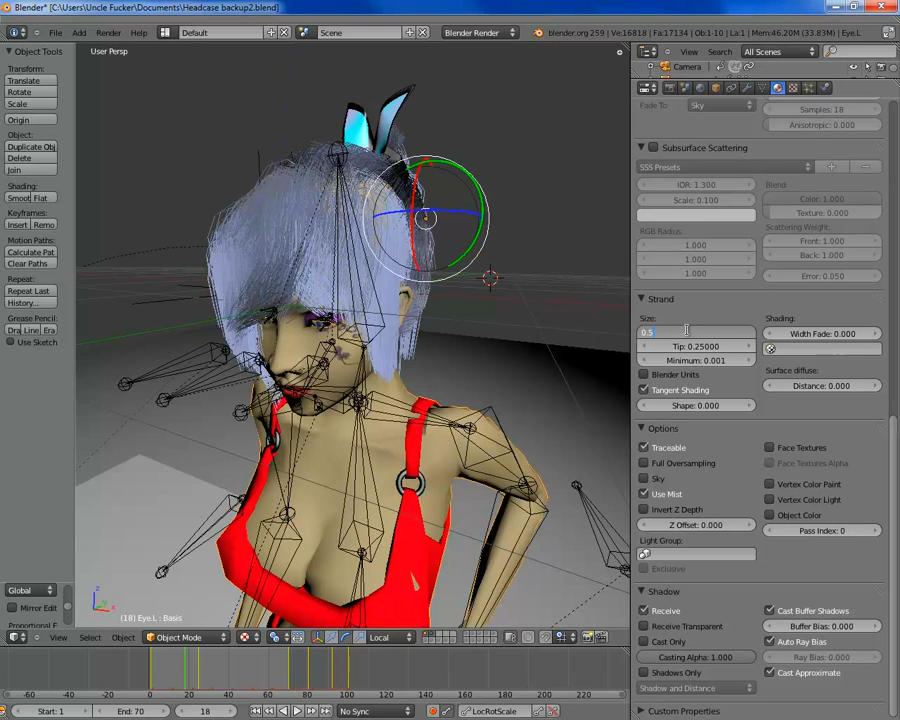 Blender* [C:\Users\Uncle Fucker\Documents\Headcase backup2.blend]
File Add Render Help Default Scene Blender Render blender.org 259 | Ve:16818 | Fa:17134 | Ob:1-10 | La:1 | Mem:46.20M (33.83M) | Eye.L
Object Tools
Transform:
Translate
Rotate
Scale
Origin
Object:
Duplicate Obj
Delete
Join
Shading:
Smoot Flat
Keyframes:
Insert Remo
Motion Paths:
Calculate Pat
Clear Paths
Repeat:
Repeat Last
History...
Grease Pencil:
Dra Line Era
Use Sketch
Global
Mirror Edit
Proportional E
User Persp
(18) Eye.L : Basis
View Select Object Object Mode Local
View Search All Scenes
Camera
Fade To: Sky
Samples: 18
Anisotropic: 0.000
Subsurface Scattering
SSS Presets
IOR: 1.300
Scale: 0.100
RGB Radius:
1.000
1.000
1.000
Blend:
Color: 1.000
Texture: 0.000
Scattering Weight:
Front: 1.000
Back: 1.000
Error: 0.050
Strand
Size:
0.5
Tip: 0.25000
Minimum: 0.001
Blender Units
Tangent Shading
Shape: 0.000
Shading:
Width Fade: 0.000
Surface diffuse:
Distance: 0.000
Options
Traceable
Full Oversampling
Sky
Use Mist
Invert Z Depth
Z Offset: 0.000
Light Group:
Exclusive
Face Textures
Face Textures Alpha
Vertex Color Paint
Vertex Color Light
Object Color
Pass Index: 0
Shadow
Receive
Receive Transparent
Cast Only
Casting Alpha: 1.000
Shadows Only
Shadow and Distance
Cast Buffer Shadows
Buffer Bias: 0.000
Auto Ray Bias
Ray Bias: 0.000
Cast Approximate
Custom Properties
-60 -40 -20 0 20 40 60 80 100 120 140 160 180 200 220 240 260 280
Start: 1 End: 70 18 No Sync LocRotScale